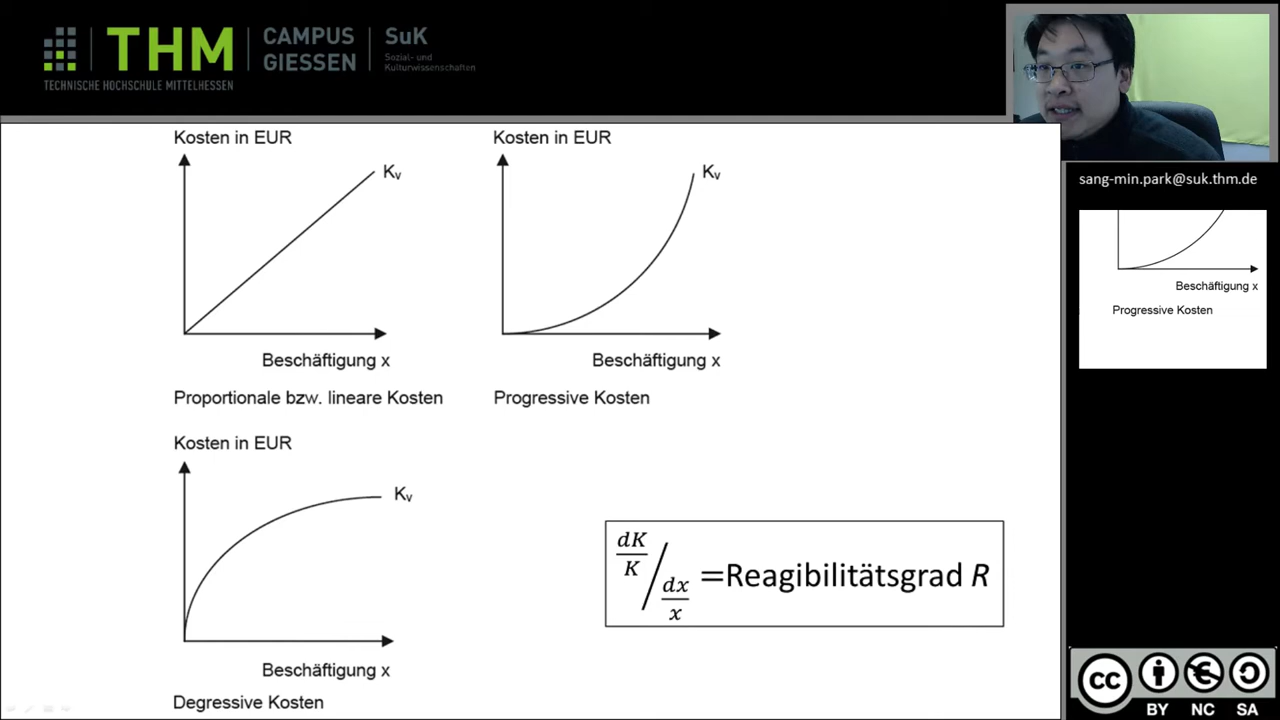 THM
CAMPUS
GIESSEN
SuK
Sozial- und
Kulturwissenschaften
TECHNISCHE HOCHSCHULE MITTELHESSEN
sang-min.park@suk.thm.de
Kosten in EUR
Kv
Beschäftigung x
Proportionale bzw. lineare Kosten
Kosten in EUR
Kv
Beschäftigung x
Progressive Kosten
Kosten in EUR
Kv
Beschäftigung x
Degressive Kosten
dK/K / dx/x =Reagibilitätsgrad R
Beschäftigung x
Progressive Kosten
CC
BY NC SA